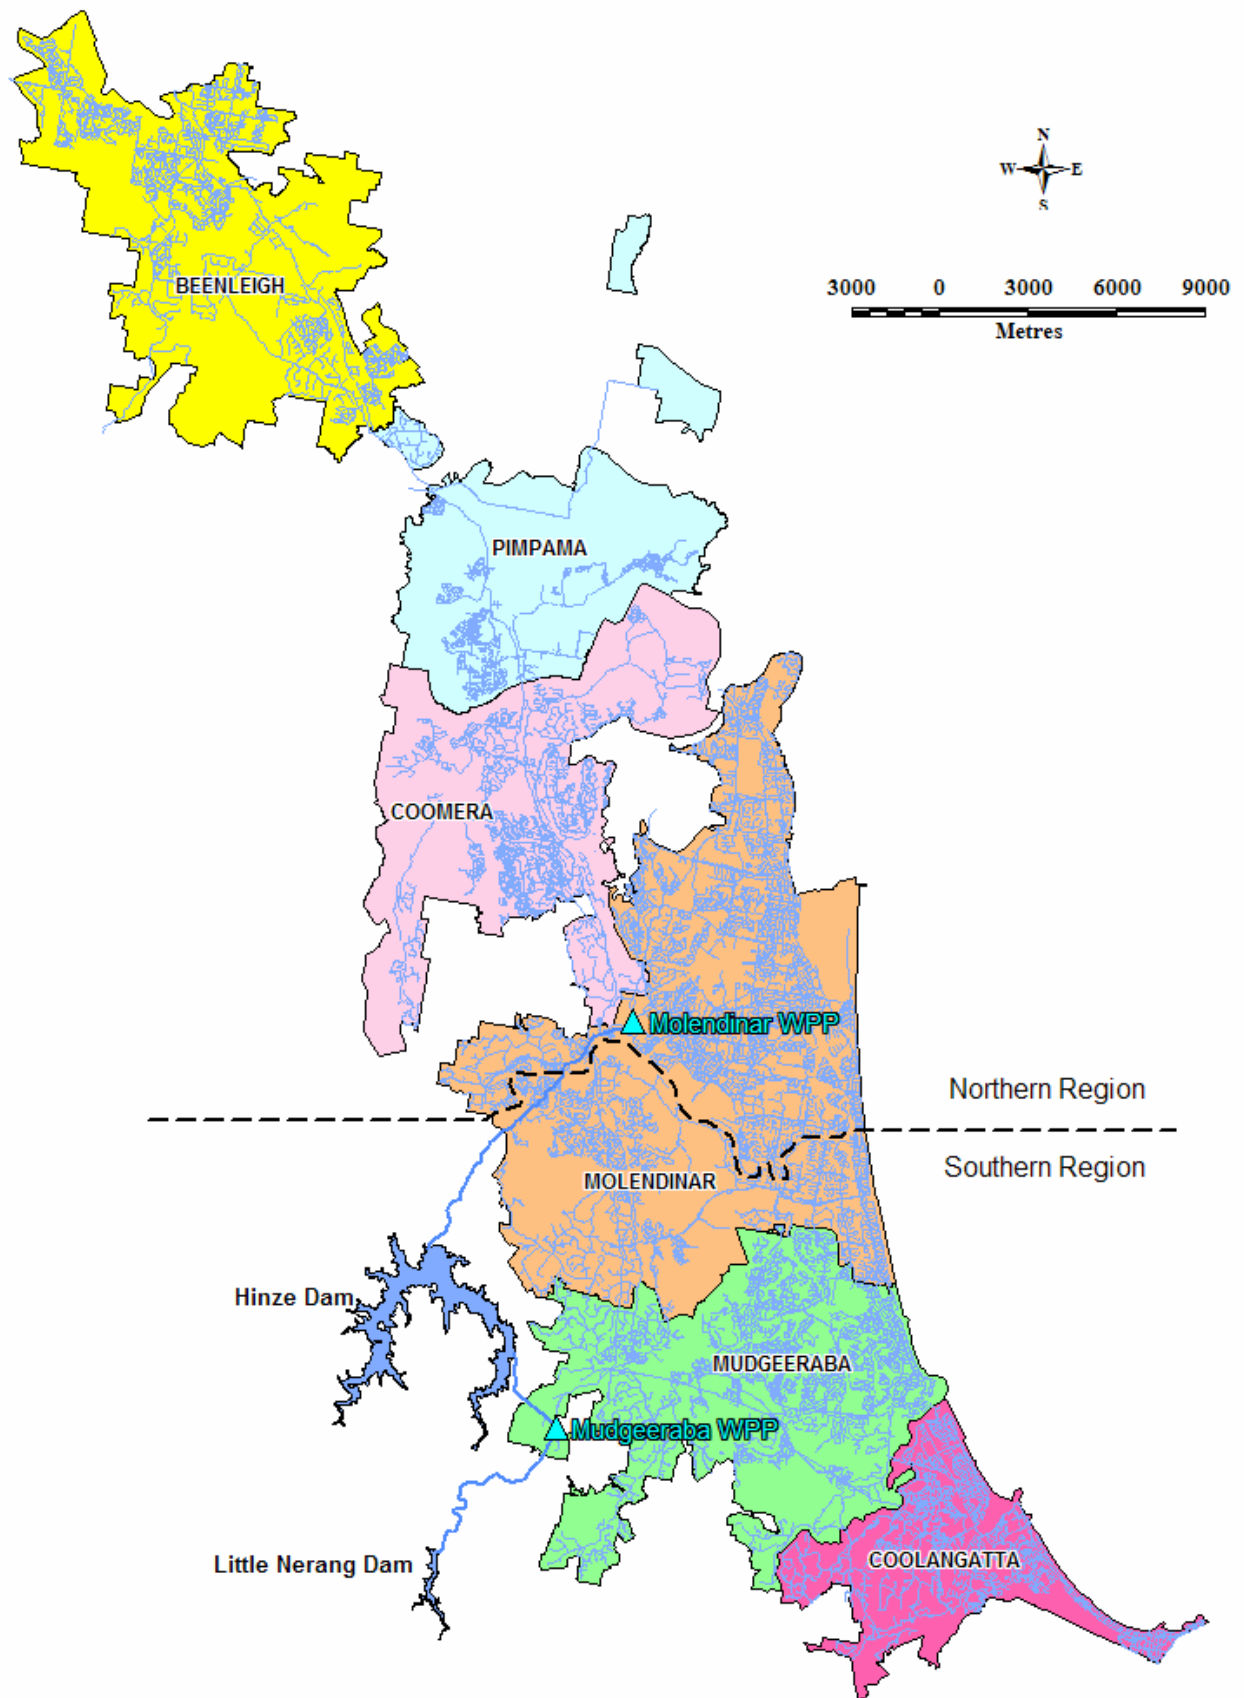 N
W E
S
BEENLEIGH
3000 0 3000 6000 9000
Metres
PIMPAMA
COOMERA
Molendinar WPP
Northern Region
Southern Region
MOLENDINAR
Hinze Dam
MUDGEERABA
Mudgeeraba WPP
Little Nerang Dam
COOLANGATTA